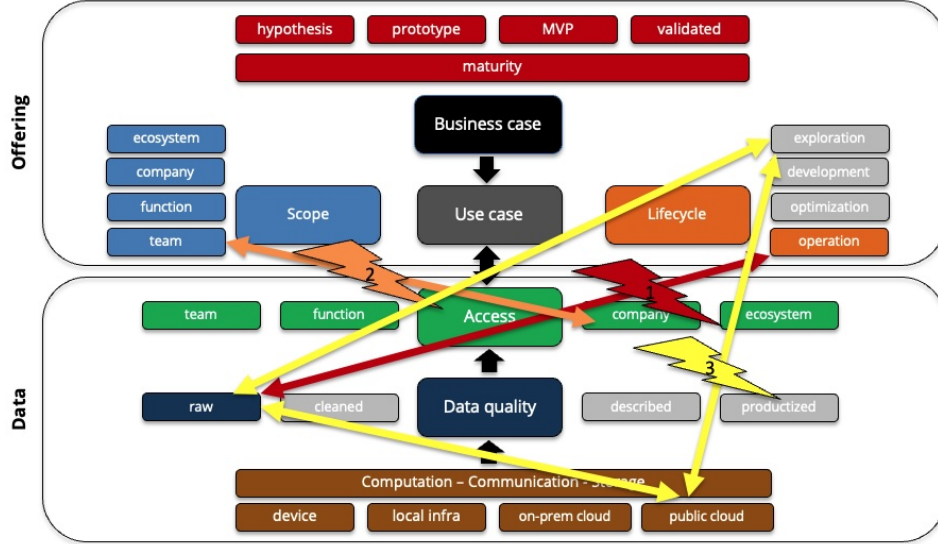 hypothesis
prototype
MVP
validated
maturity
Offering
Business case
ecosystem
company
function
team
Scope
Use case
Lifecycle
exploration
development
optimization
operation
2
1
Data
team
function
Access
company
ecosystem
3
raw
cleaned
Data quality
described
productized
Computation – Communication - Storage
device
local infra
on-prem cloud
public cloud